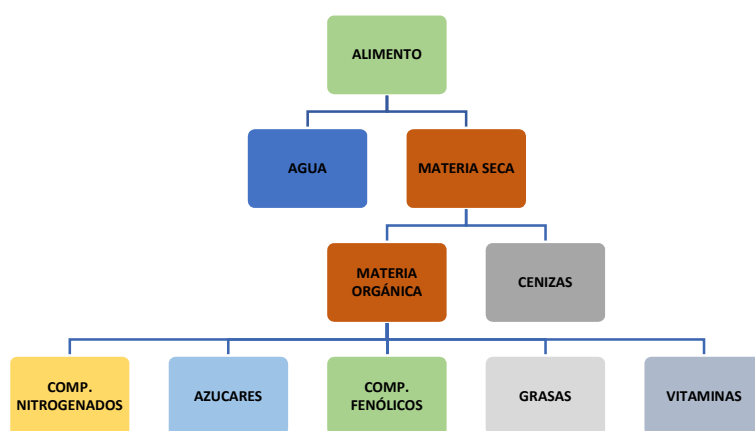 ALIMENTO
AGUA
MATERIA SECA
MATERIA
ORGÁNICA
CENIZAS
COMP.
NITROGENADOS
AZUCARES
COMP.
FENÓLICOS
GRASAS
VITAMINAS